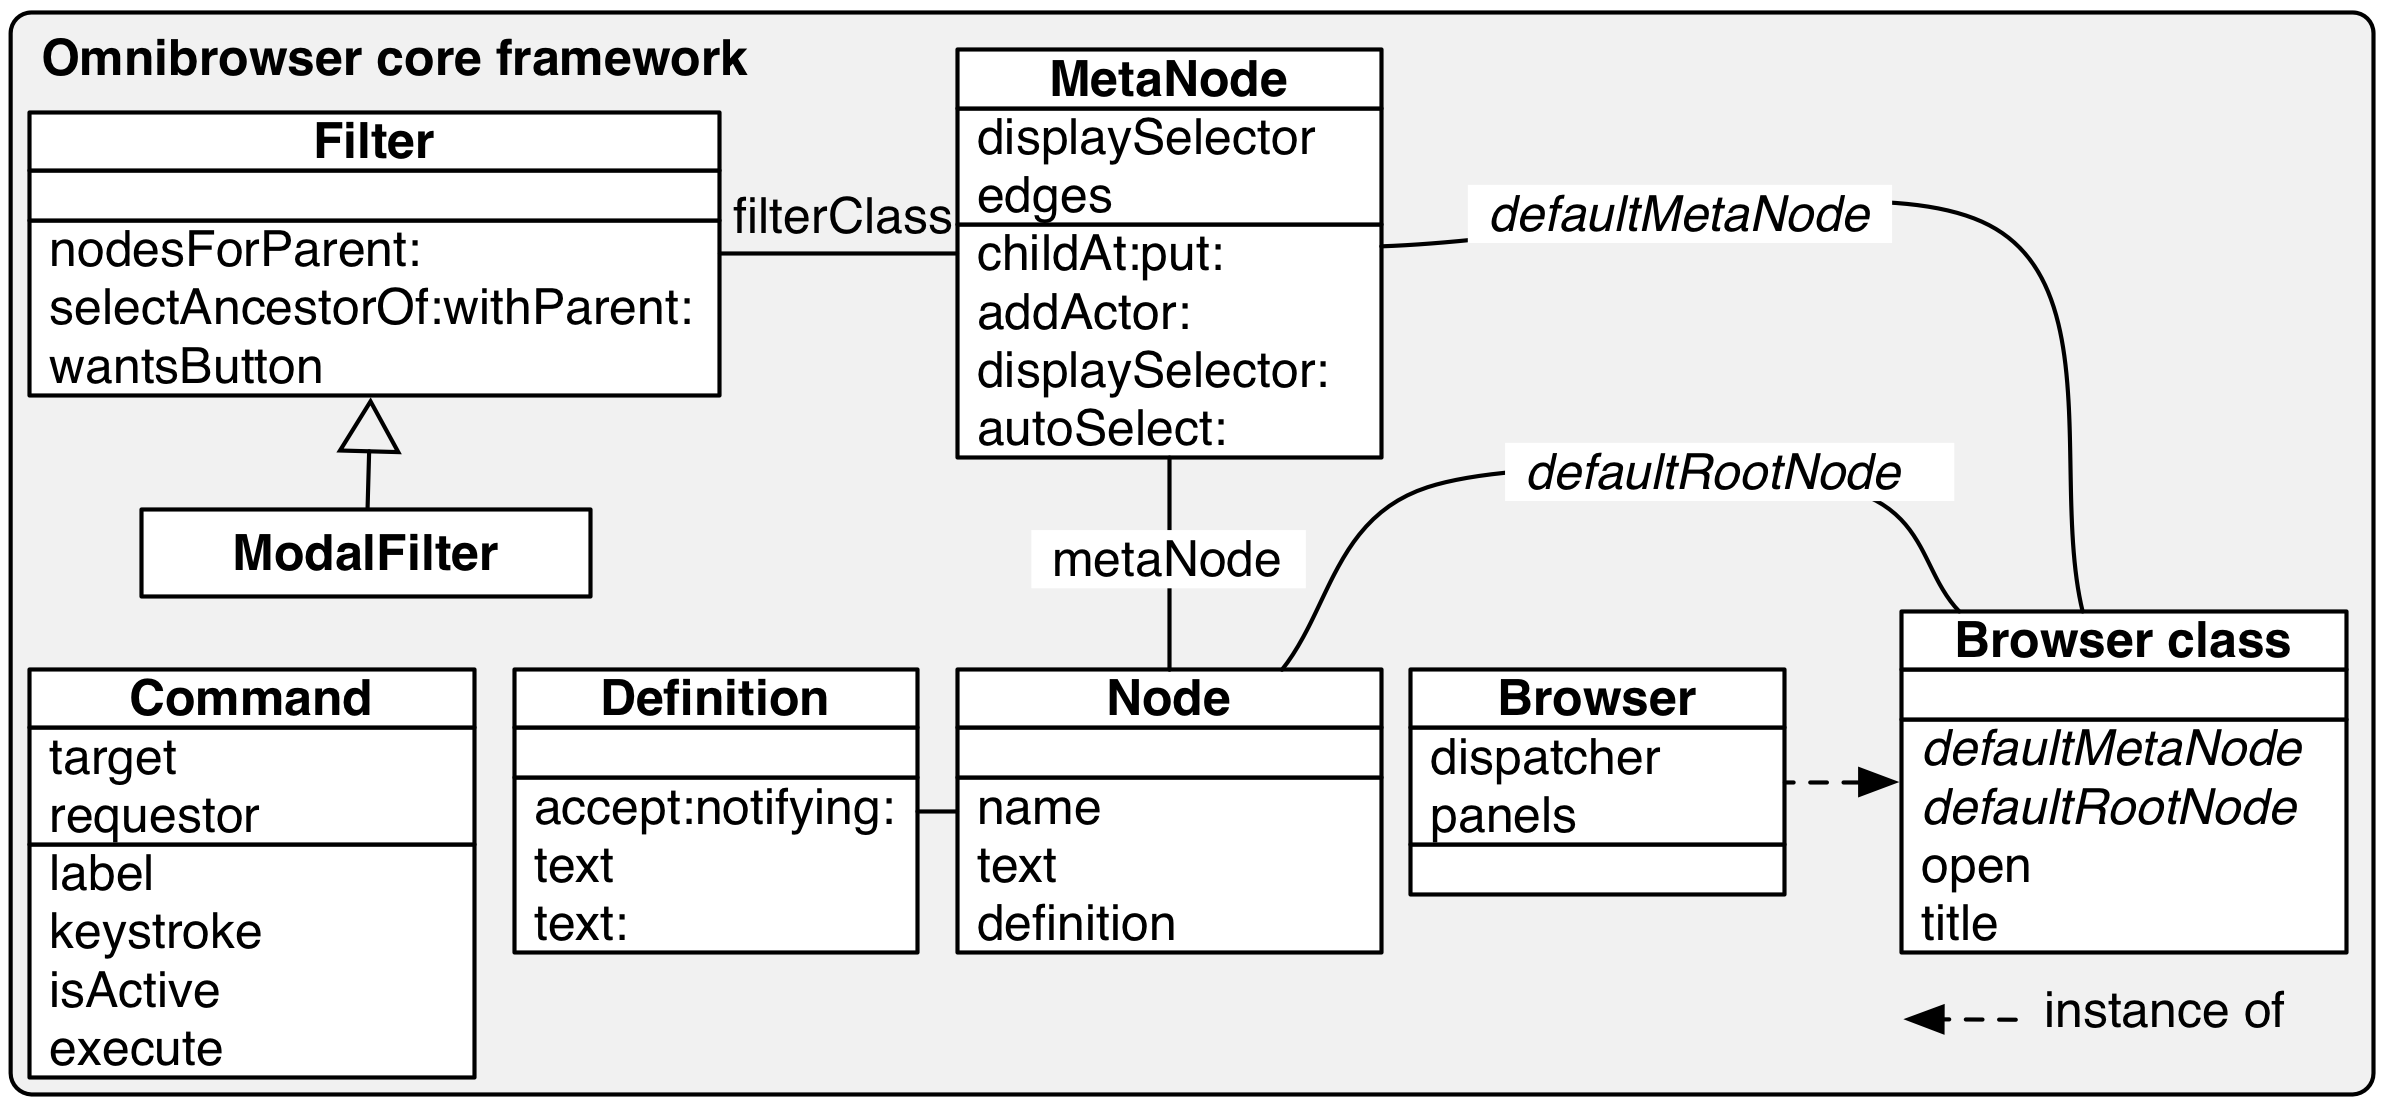 Omnibrowser core framework
Filter
nodesForParent:
selectAncestorOf:withParent:
wantsButton
filterClass
MetaNode
displaySelector
edges
childAt:put:
addActor:
displaySelector:
autoSelect:
defaultMetaNode
defaultRootNode
ModalFilter
metaNode
Command
target
requestor
label
keystroke
isActive
execute
Definition
accept:notifying:
text
text:
Node
name
text
definition
Browser
dispatcher
panels
Browser class
defaultMetaNode
defaultRootNode
open
title
instance of